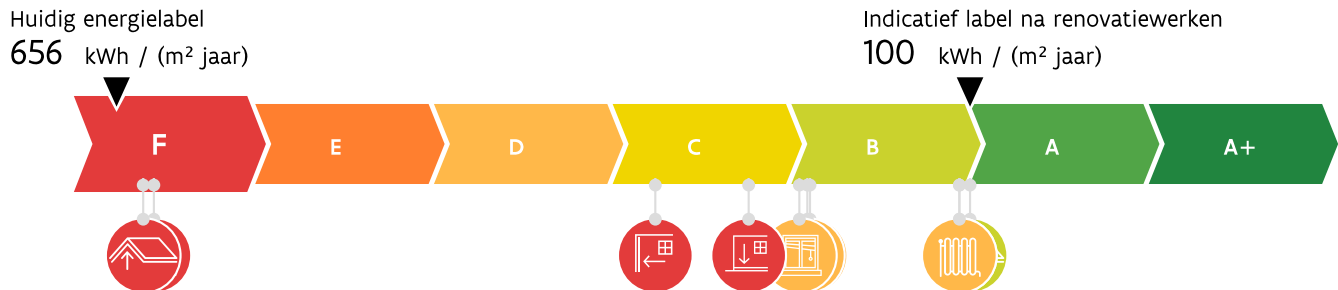 Huidig energielabel
656 kWh / (m² jaar)
Indicatief label na renovatiewerken
100 kWh / (m² jaar)
F E D C B A A+